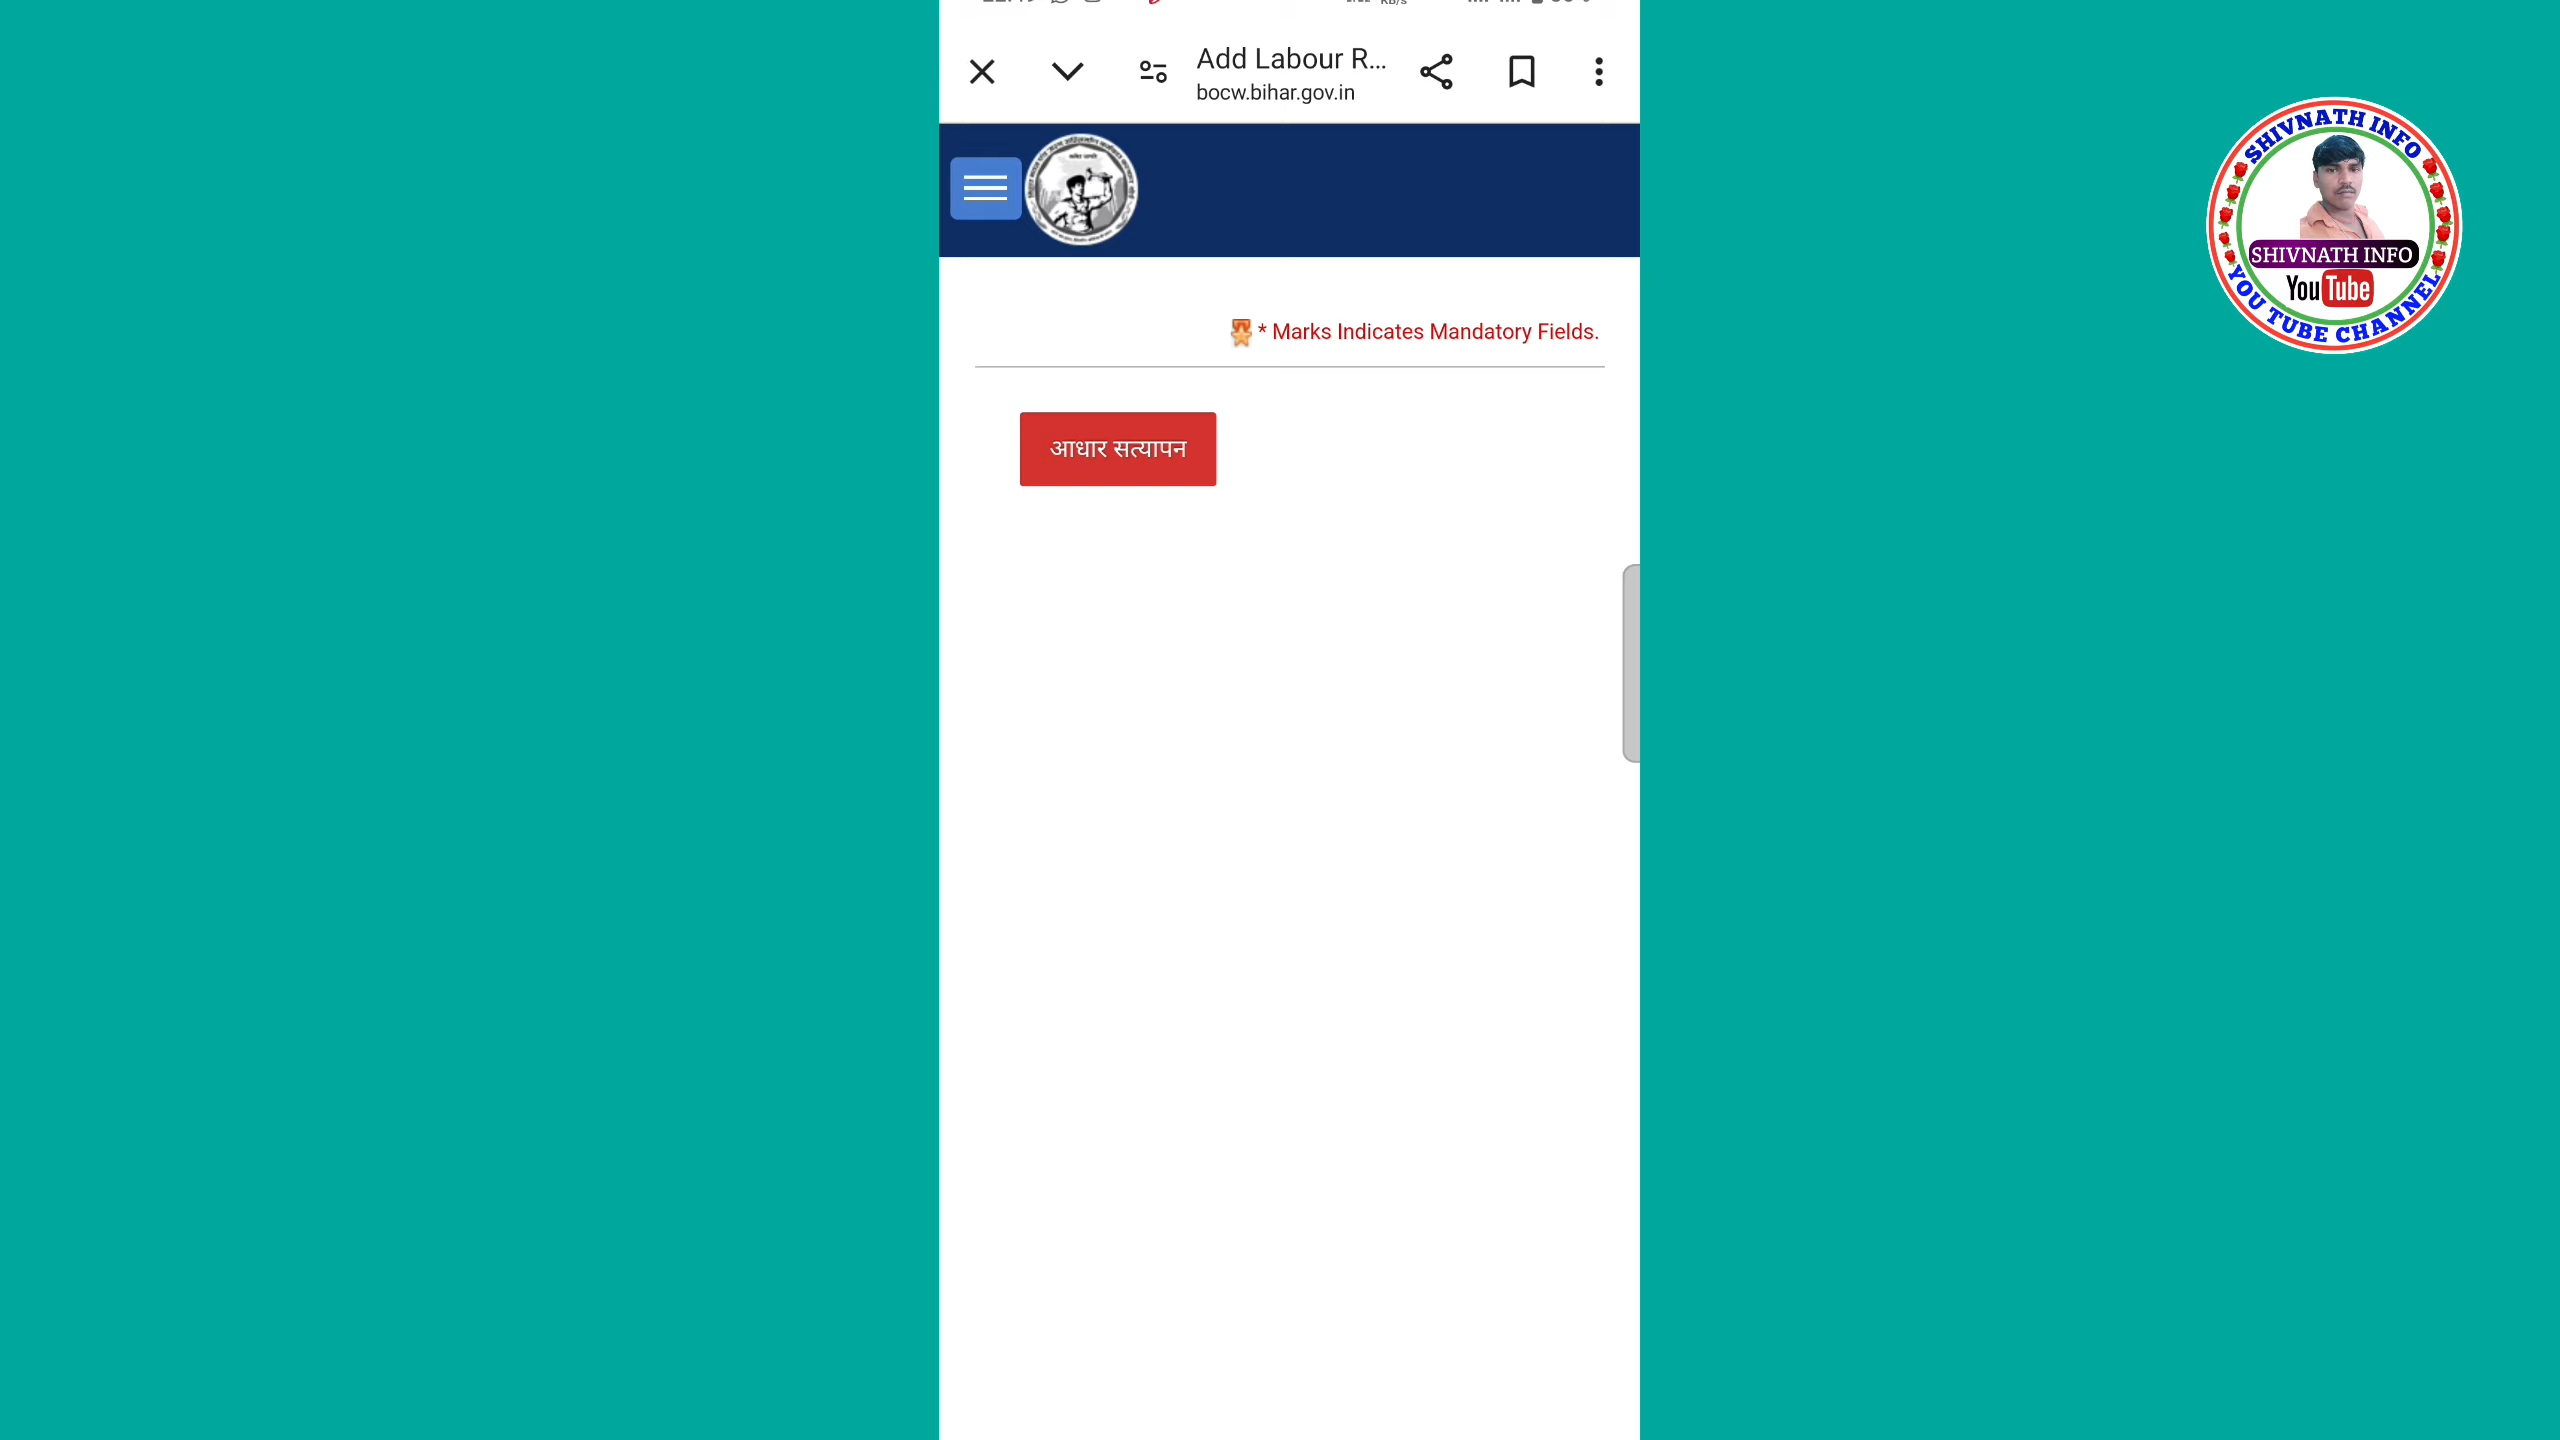 Add Labour R...
bocw.bihar.gov.in
* Marks Indicates Mandatory Fields.
आधार सत्यापन
SHIVNATH INFO
SHIVNATH INFO
YouTube
YOU TUBE CHANNEL